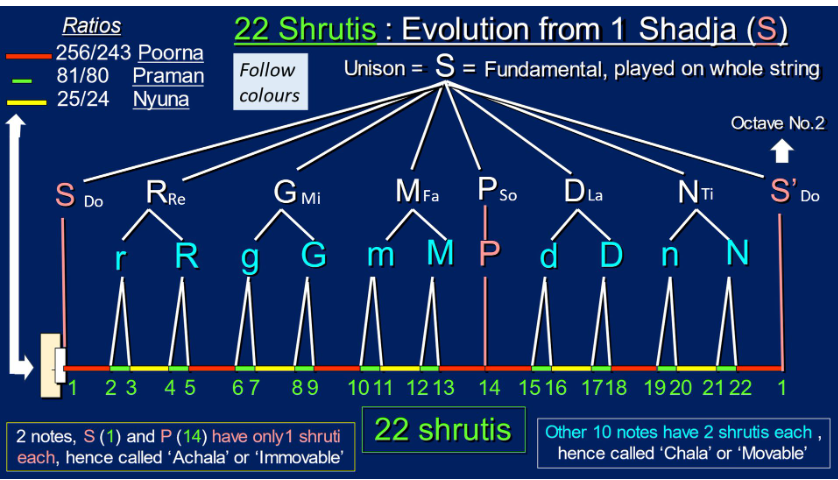 Ratios
256/243 Poorna
81/80 Praman
25/24 Nyuna
22 Shrutis : Evolution from 1 Shadja (S)
Follow
colours
Unison = S = Fundamental, played on whole string
Octave No.2
S Do R Re G Mi M Fa P So D La N Ti S' Do
r R g G m M P d D n N
1 2 3 4 5 6 7 8 9 10 11 12 13 14 15 16 17 18 19 20 21 22 1
2 notes, S (1) and P (14) have only1 shruti
each, hence called ‘Achala’ or ‘Immovable’
22 shrutis
Other 10 notes have 2 shrutis each ,
hence called ‘Chala’ or ‘Movable’